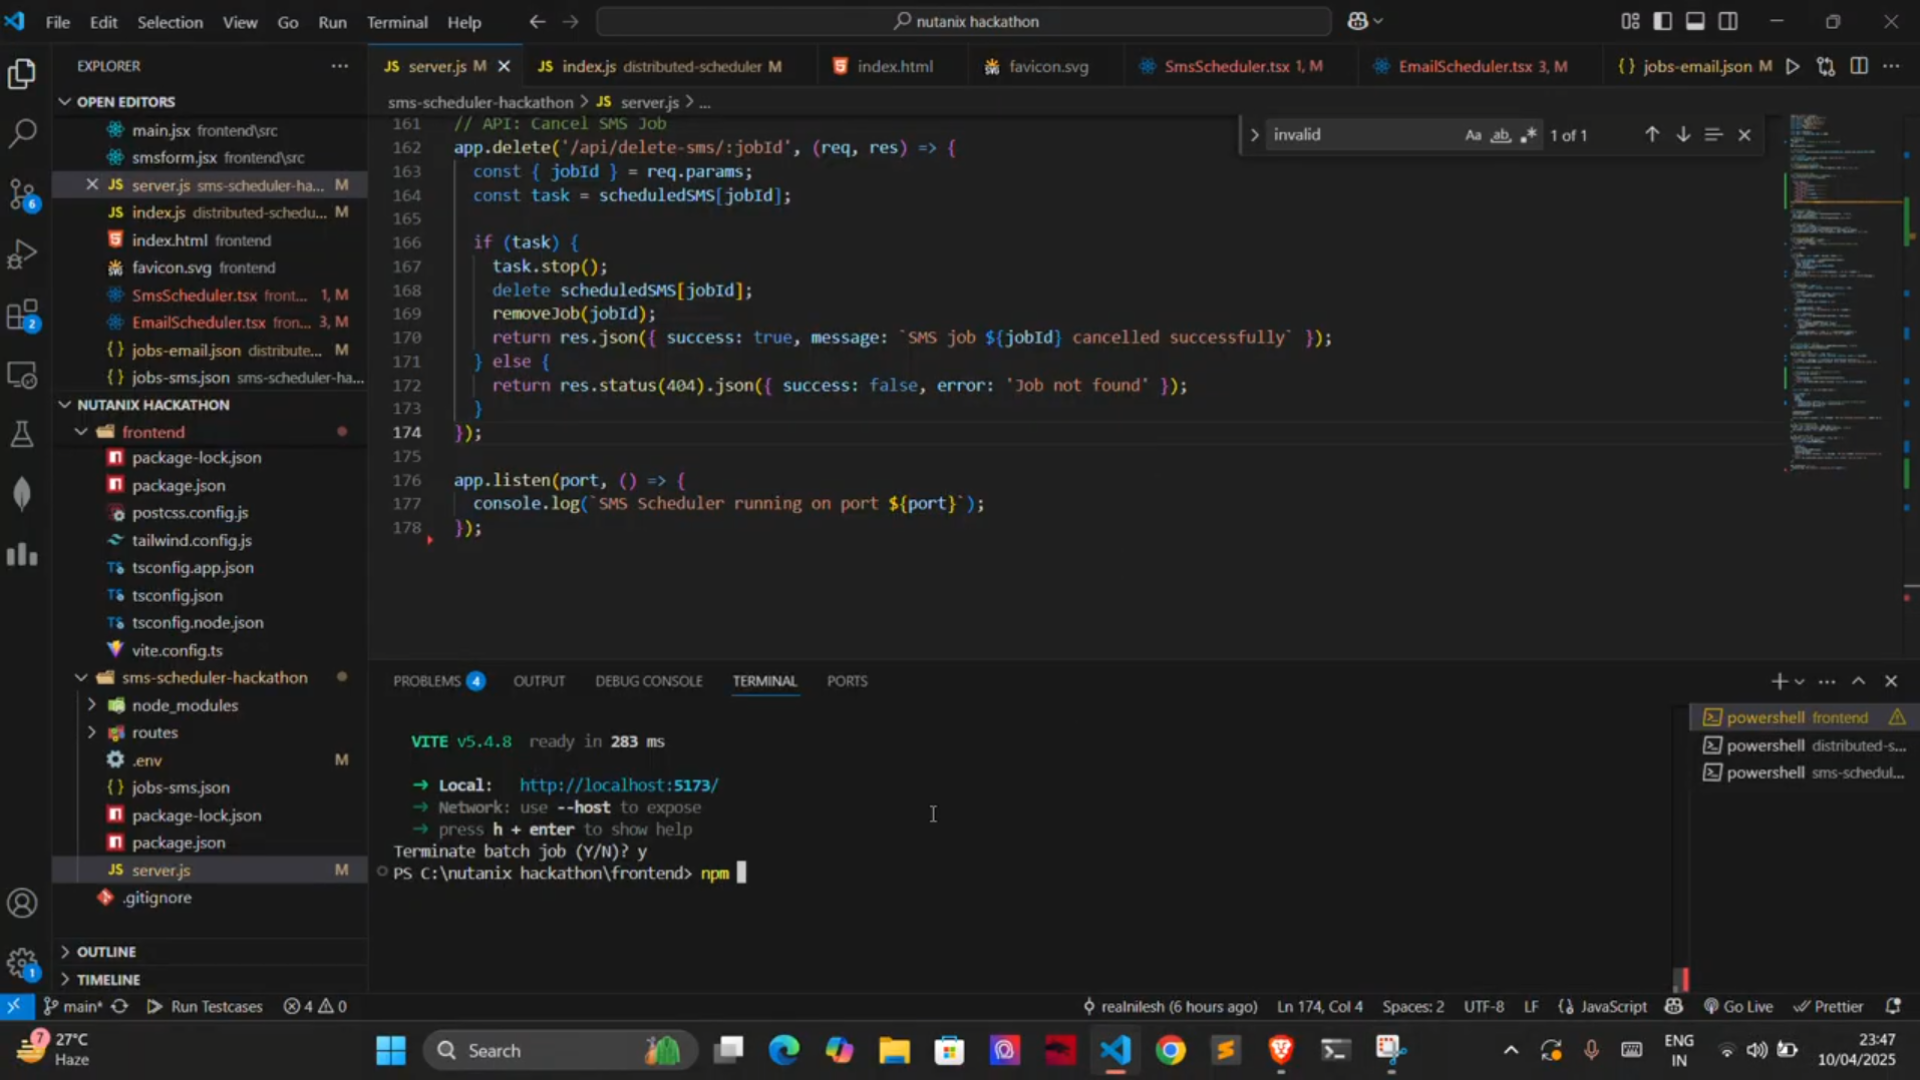 File Edit Selection View Go Run Terminal Help
nutanix hackathon
EXPLORER
OPEN EDITORS
main.jsx frontend\src
smsform.jsx frontend\src
JS server.js sms-scheduler-ha... M
JS index.js distributed-schedu... M
index.html frontend
favicon.svg frontend
SmsScheduler.tsx front... 1, M
EmailScheduler.tsx fron... 3, M
{} jobs-email.json distribute... M
{} jobs-sms.json sms-scheduler-ha...
NUTANIX HACKATHON
frontend
package-lock.json
package.json
postcss.config.js
tailwind.config.js
tsconfig.app.json
tsconfig.json
tsconfig.node.json
vite.config.ts
sms-scheduler-hackathon
node_modules
routes
.env M
{} jobs-sms.json
package-lock.json
package.json
JS server.js M
.gitignore
OUTLINE
TIMELINE
6
2
1
JS server.js M
JS index.js distributed-scheduler M
index.html
favicon.svg
SmsScheduler.tsx 1, M
EmailScheduler.tsx 3, M
{} jobs-email.json M
sms-scheduler-hackathon > JS server.js > ...
invalid Aa ab .* 1 of 1
161 // API: Cancel SMS Job
162 app.delete('/api/delete-sms/:jobId', (req, res) => {
163 const { jobId } = req.params;
164 const task = scheduledSMS[jobId];
165
166 if (task) {
167 task.stop();
168 delete scheduledSMS[jobId];
169 removeJob(jobId);
170 return res.json({ success: true, message: `SMS job ${jobId} cancelled successfully` });
171 } else {
172 return res.status(404).json({ success: false, error: 'Job not found' });
173 }
174 });
175
176 app.listen(port, () => {
177 console.log(`SMS Scheduler running on port ${port}`);
178 });
PROBLEMS 4 OUTPUT DEBUG CONSOLE TERMINAL PORTS
VITE v5.4.8 ready in 283 ms
➜ Local: http://localhost:5173/
➜ Network: use --host to expose
➜ press h + enter to show help
Terminate batch job (Y/N)? y
PS C:\nutanix hackathon\frontend> npm
powershell frontend
powershell distributed-s...
powershell sms-schedul...
main* Run Testcases 4 0
realnilesh (6 hours ago) Ln 174, Col 4 Spaces: 2 UTF-8 LF {} JavaScript Go Live Prettier
7 27°C
Haze
Search
ENG
IN
23:47
10/04/2025